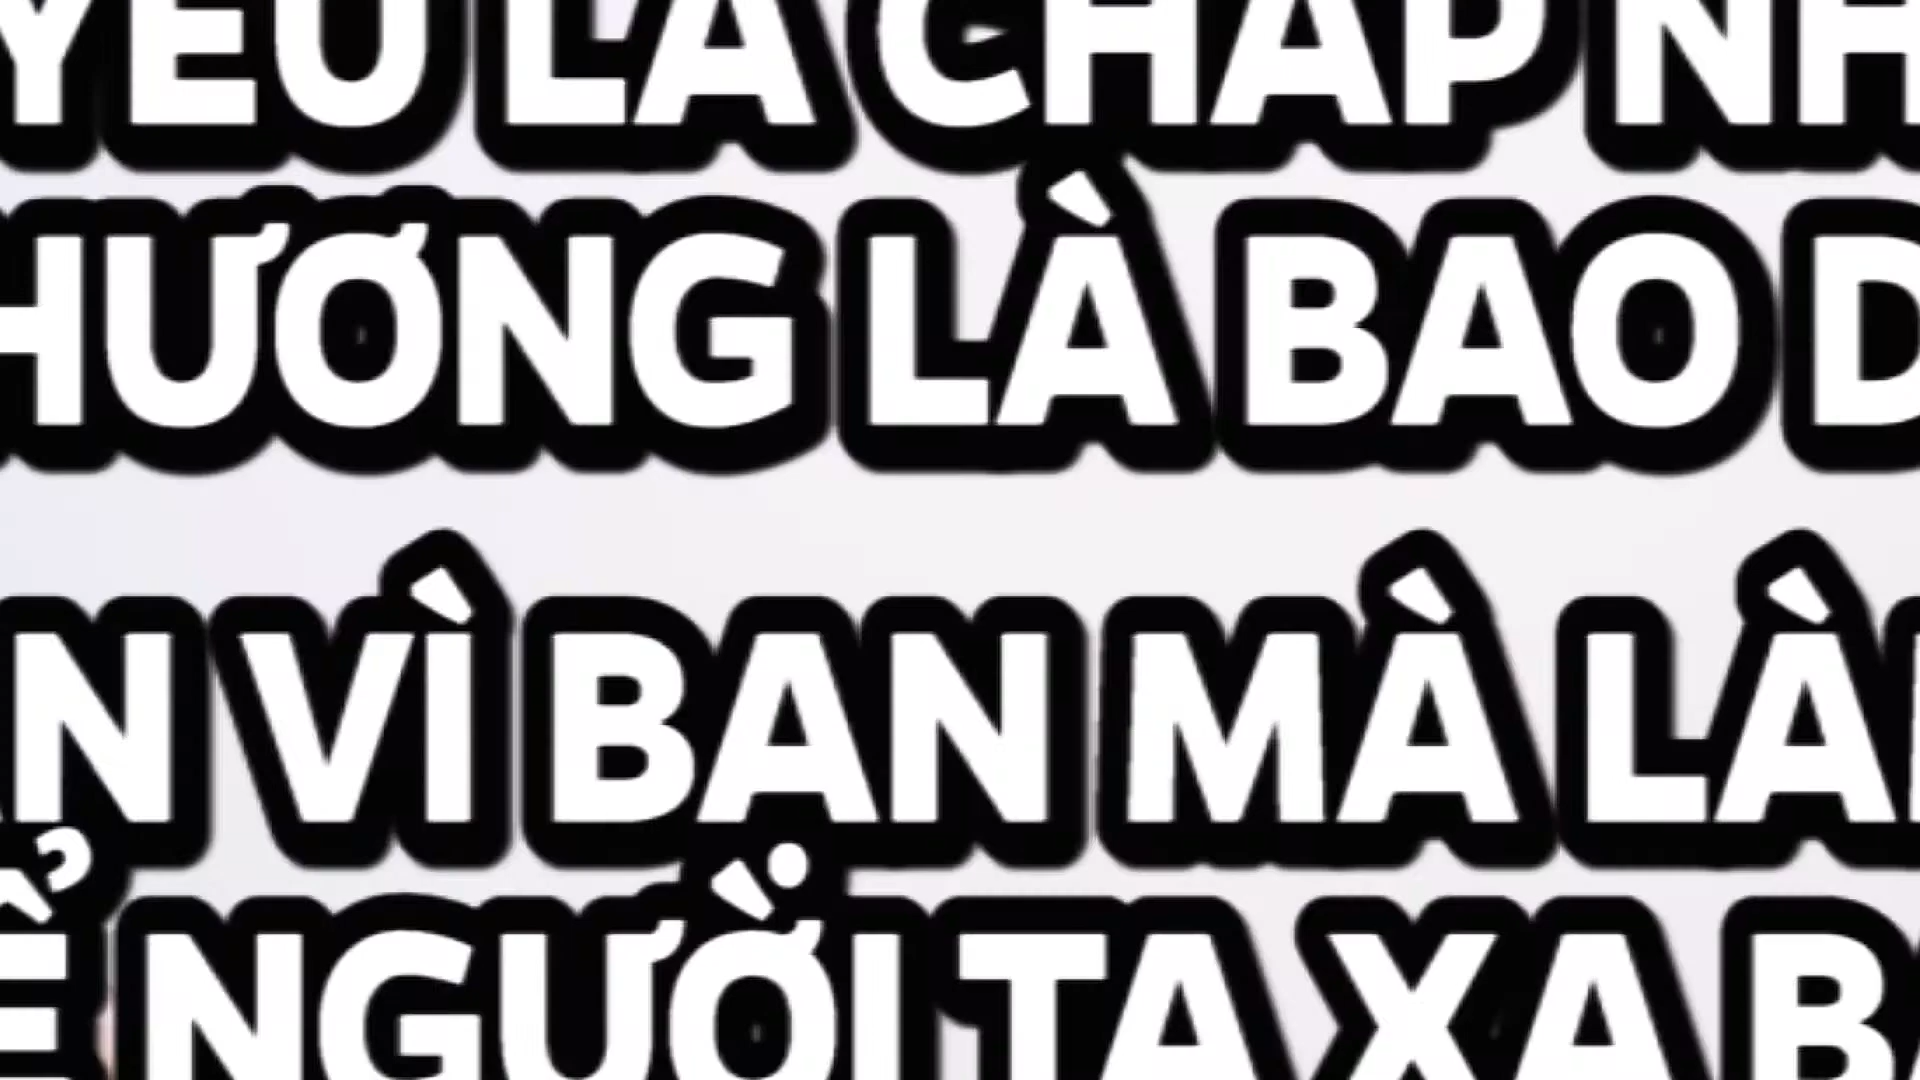 YÊU LÀ CHẤP NH
HƯƠNG LÀ BAO D
N VÌ BẠN MÀ LÀ
Ể NGƯỜI TA XA B